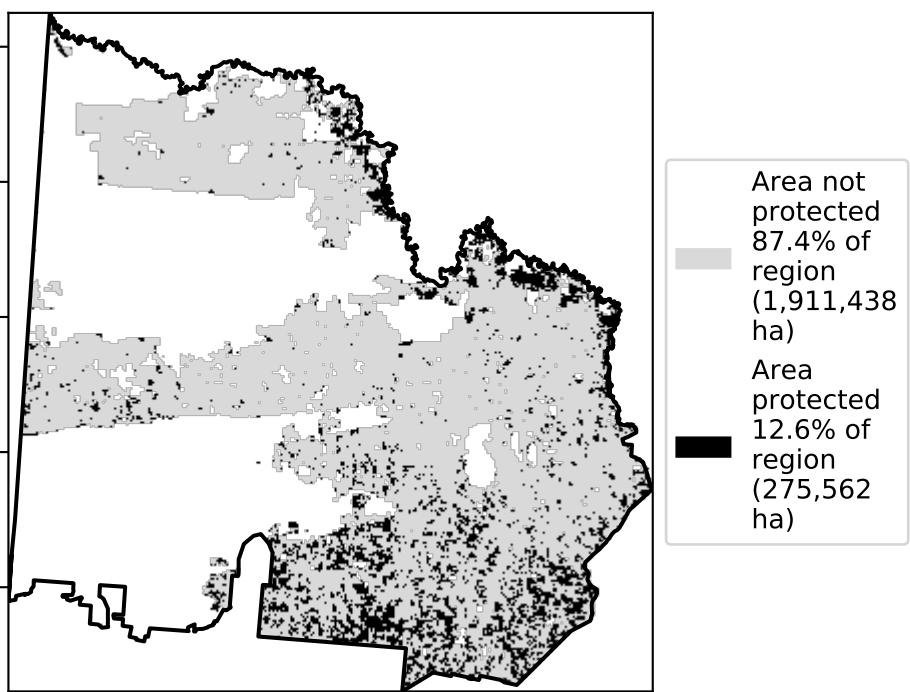 Area not
protected
87.4% of
region
(1,911,438
ha)
Area
protected
12.6% of
region
(275,562
ha)